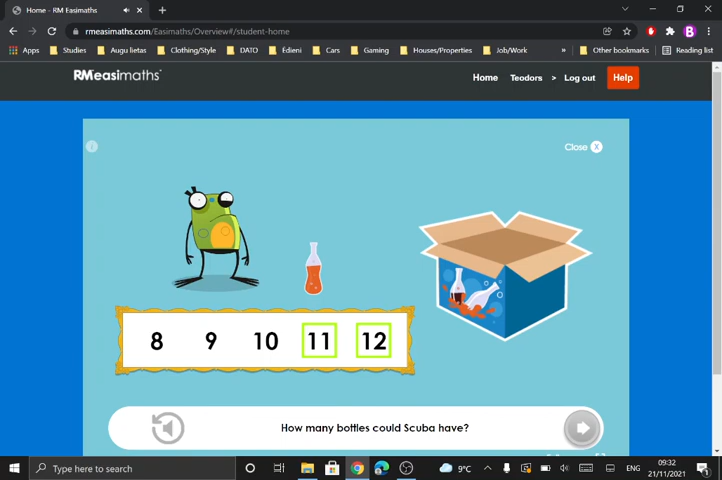 Home - RM Easimaths
rmeasimaths.com/Easimaths/Overview#/student-home
B
Apps Studies Augu lietas Clothing/Style DATO Edieni Cars Gaming Houses/Properties Job/Work » Other bookmarks Reading list
RMeasimaths
Home Teodors > Log out Help
i
Close X
8 9 10 11 12
How many bottles could Scuba have?
Type here to search
9°C
ENG
09:32
21/11/2021
1